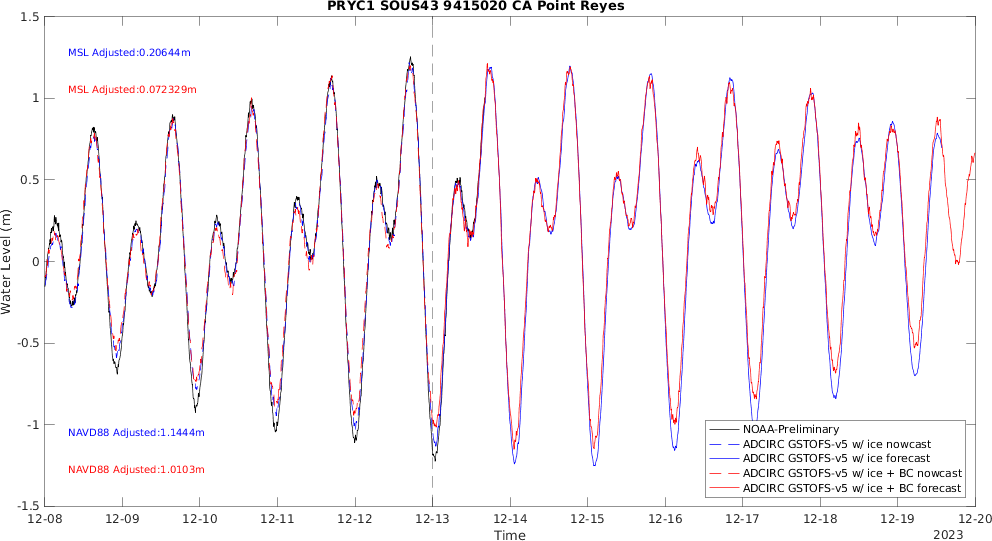 PRYC1 SOUS43 9415020 CA Point Reyes
1.5
1
0.5
0
-0.5
-1
-1.5
Water Level (m)
MSL Adjusted:0.20644m
MSL Adjusted:0.072329m
NAVD88 Adjusted:1.1444m
NAVD88 Adjusted:1.0103m
NOAA-Preliminary
ADCIRC GSTOFS-v5 w/ ice nowcast
ADCIRC GSTOFS-v5 w/ ice forecast
ADCIRC GSTOFS-v5 w/ ice + BC nowcast
ADCIRC GSTOFS-v5 w/ ice + BC forecast
12-08 12-09 12-10 12-11 12-12 12-13 12-14 12-15 12-16 12-17 12-18 12-19 12-20
Time
2023